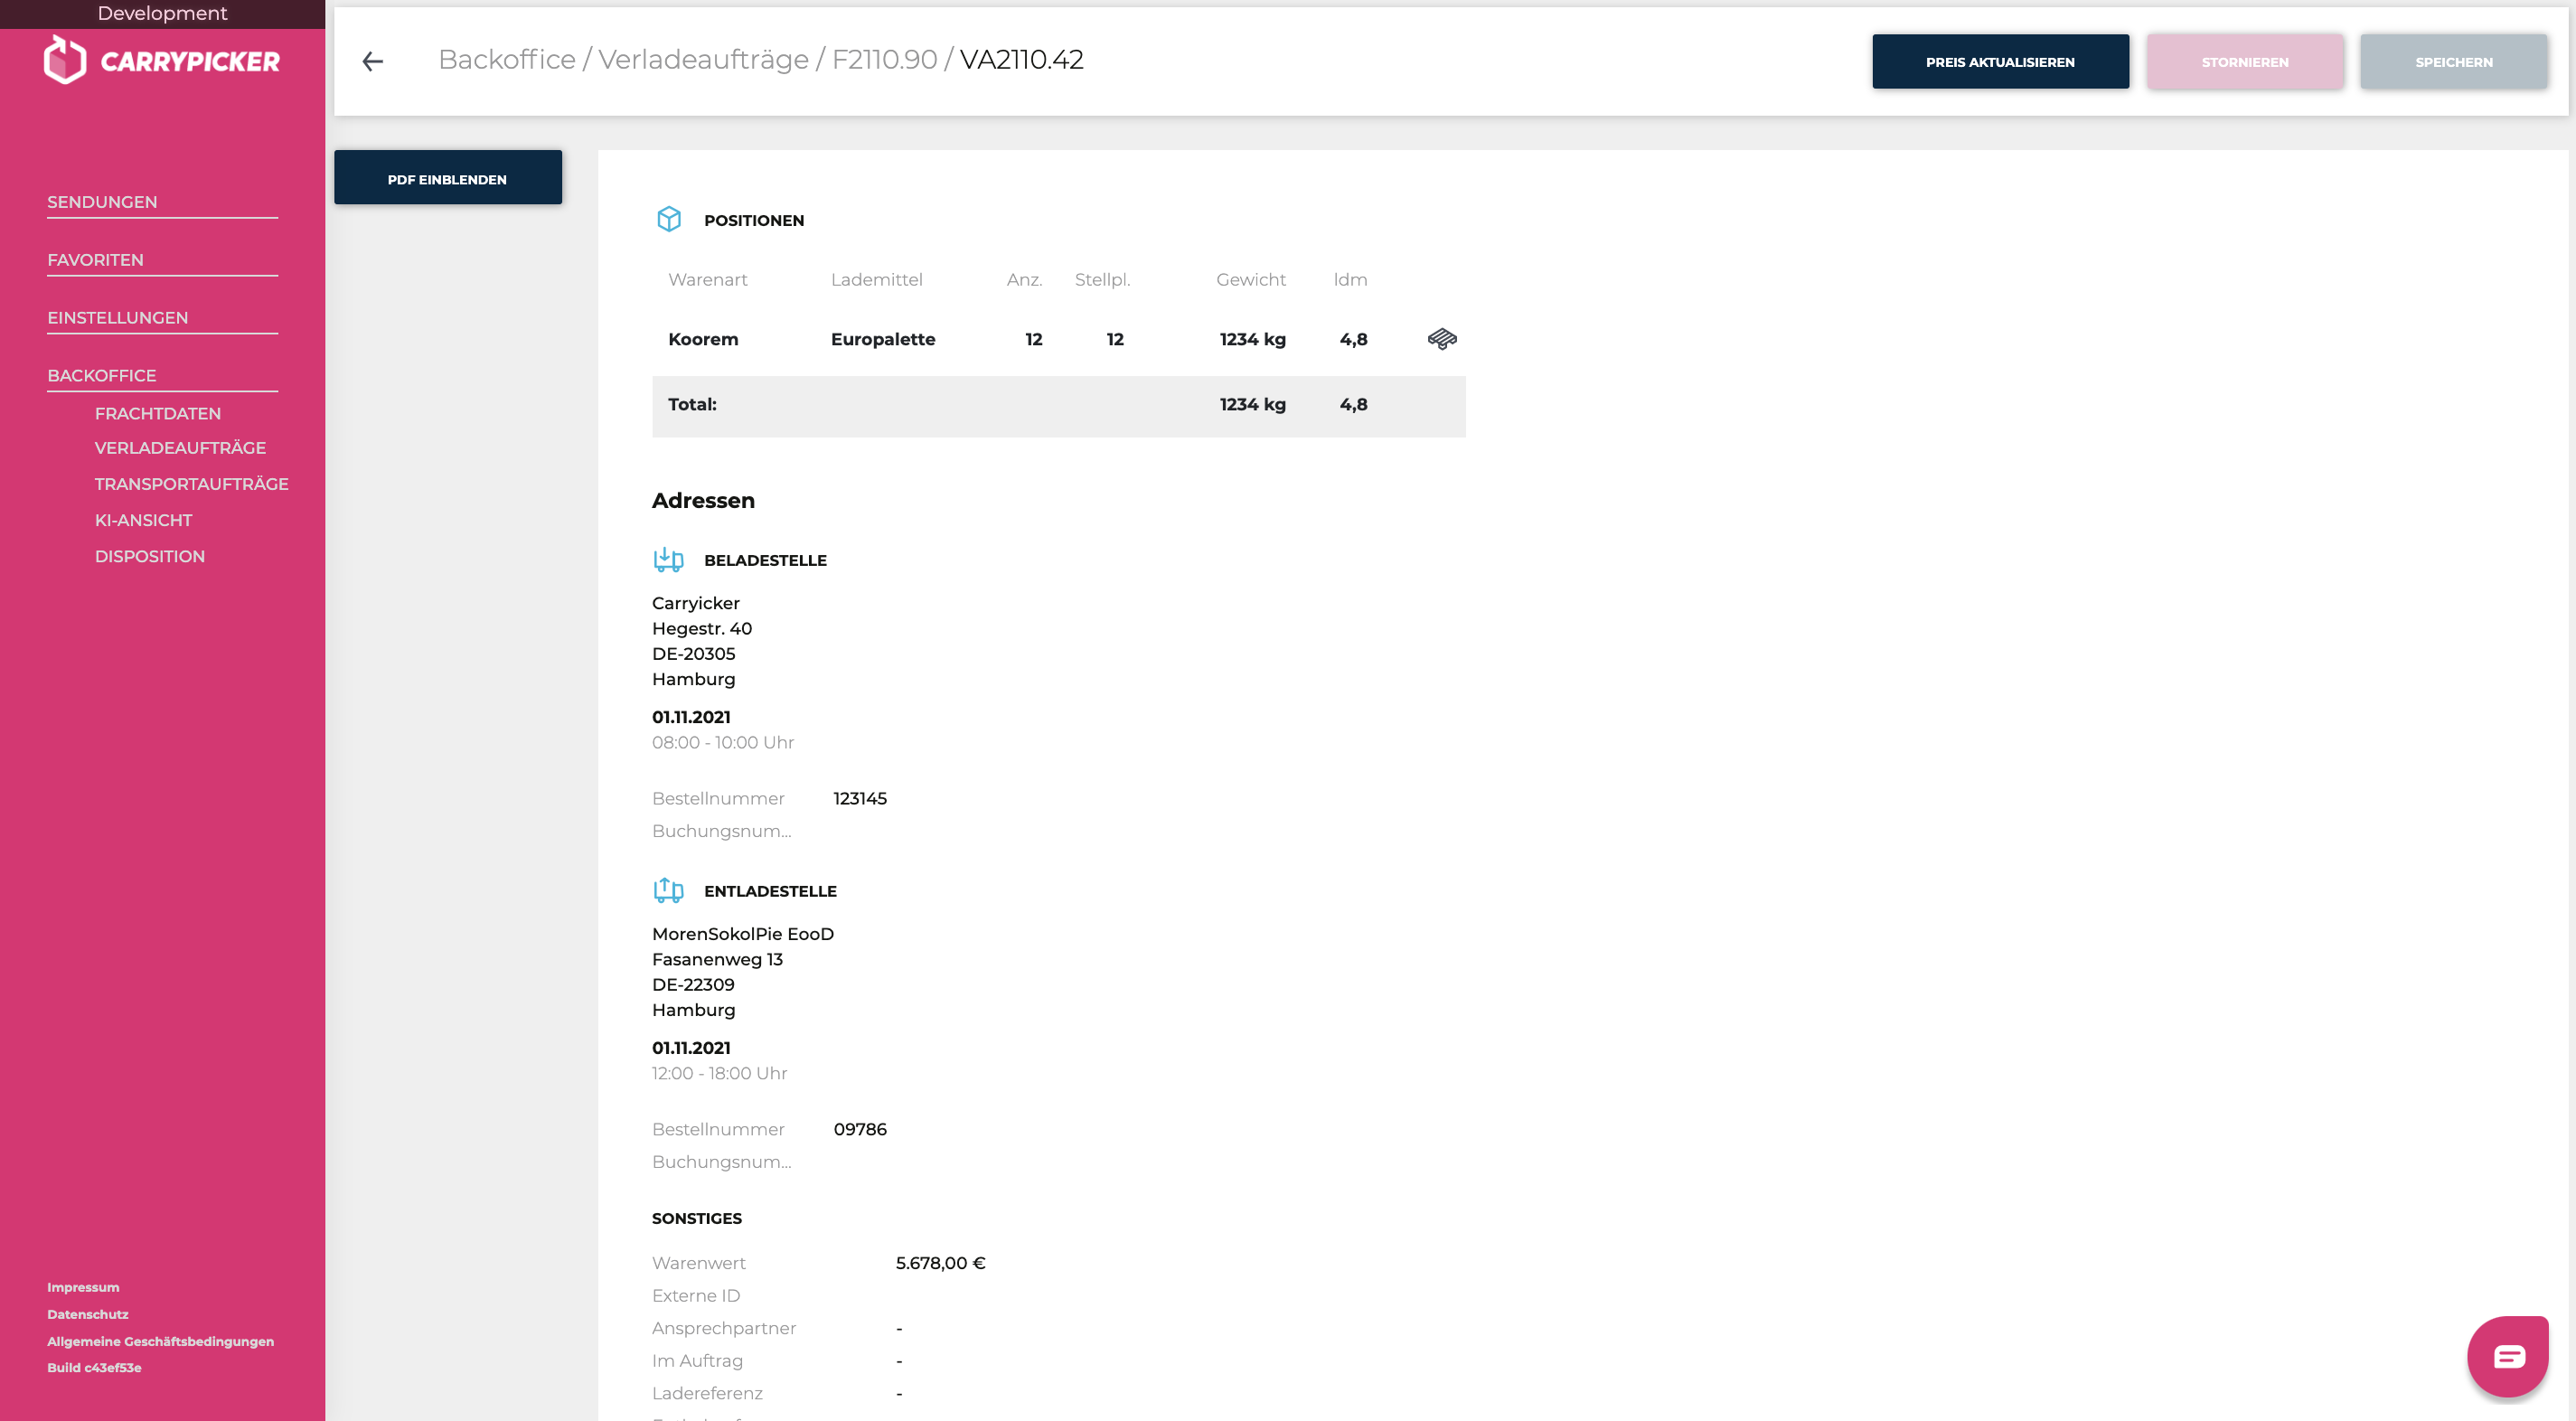 Development
CARRYPICKER
SENDUNGEN
FAVORITEN
EINSTELLUNGEN
BACKOFFICE
FRACHTDATEN
VERLADEAUFTRÄGE
TRANSPORTAUFTRÄGE
KI-ANSICHT
DISPOSITION
Impressum
Datenschutz
Allgemeine Geschäftsbedingungen
Build c43ef53e
Backoffice / Verladeaufträge / F2110.90 / VA2110.42
PREIS AKTUALISIEREN
STORNIEREN
SPEICHERN
PDF EINBLENDEN
POSITIONEN
Warenart Lademittel Anz. Stellpl. Gewicht ldm
Koorem Europalette 12 12 1234 kg 4,8
Total: 1234 kg 4,8
Adressen
BELADESTELLE
Carryicker
Hegestr. 40
DE-20305
Hamburg
01.11.2021
08:00 - 10:00 Uhr
Bestellnummer 123145
Buchungsnum...
ENTLADESTELLE
MorenSokolPie EooD
Fasanenweg 13
DE-22309
Hamburg
01.11.2021
12:00 - 18:00 Uhr
Bestellnummer 09786
Buchungsnum...
SONSTIGES
Warenwert 5.678,00 €
Externe ID
Ansprechpartner -
Im Auftrag -
Ladereferenz -